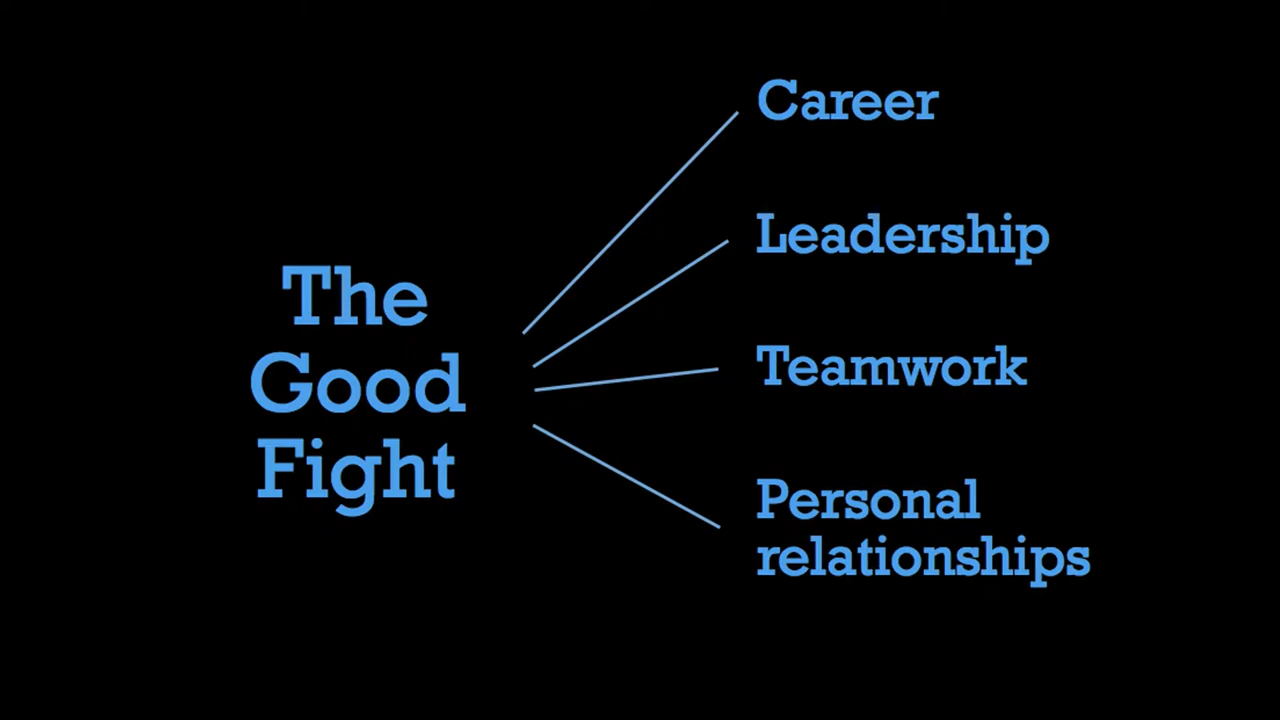 The
Good
Fight
Career
Leadership
Teamwork
Personal
relationships